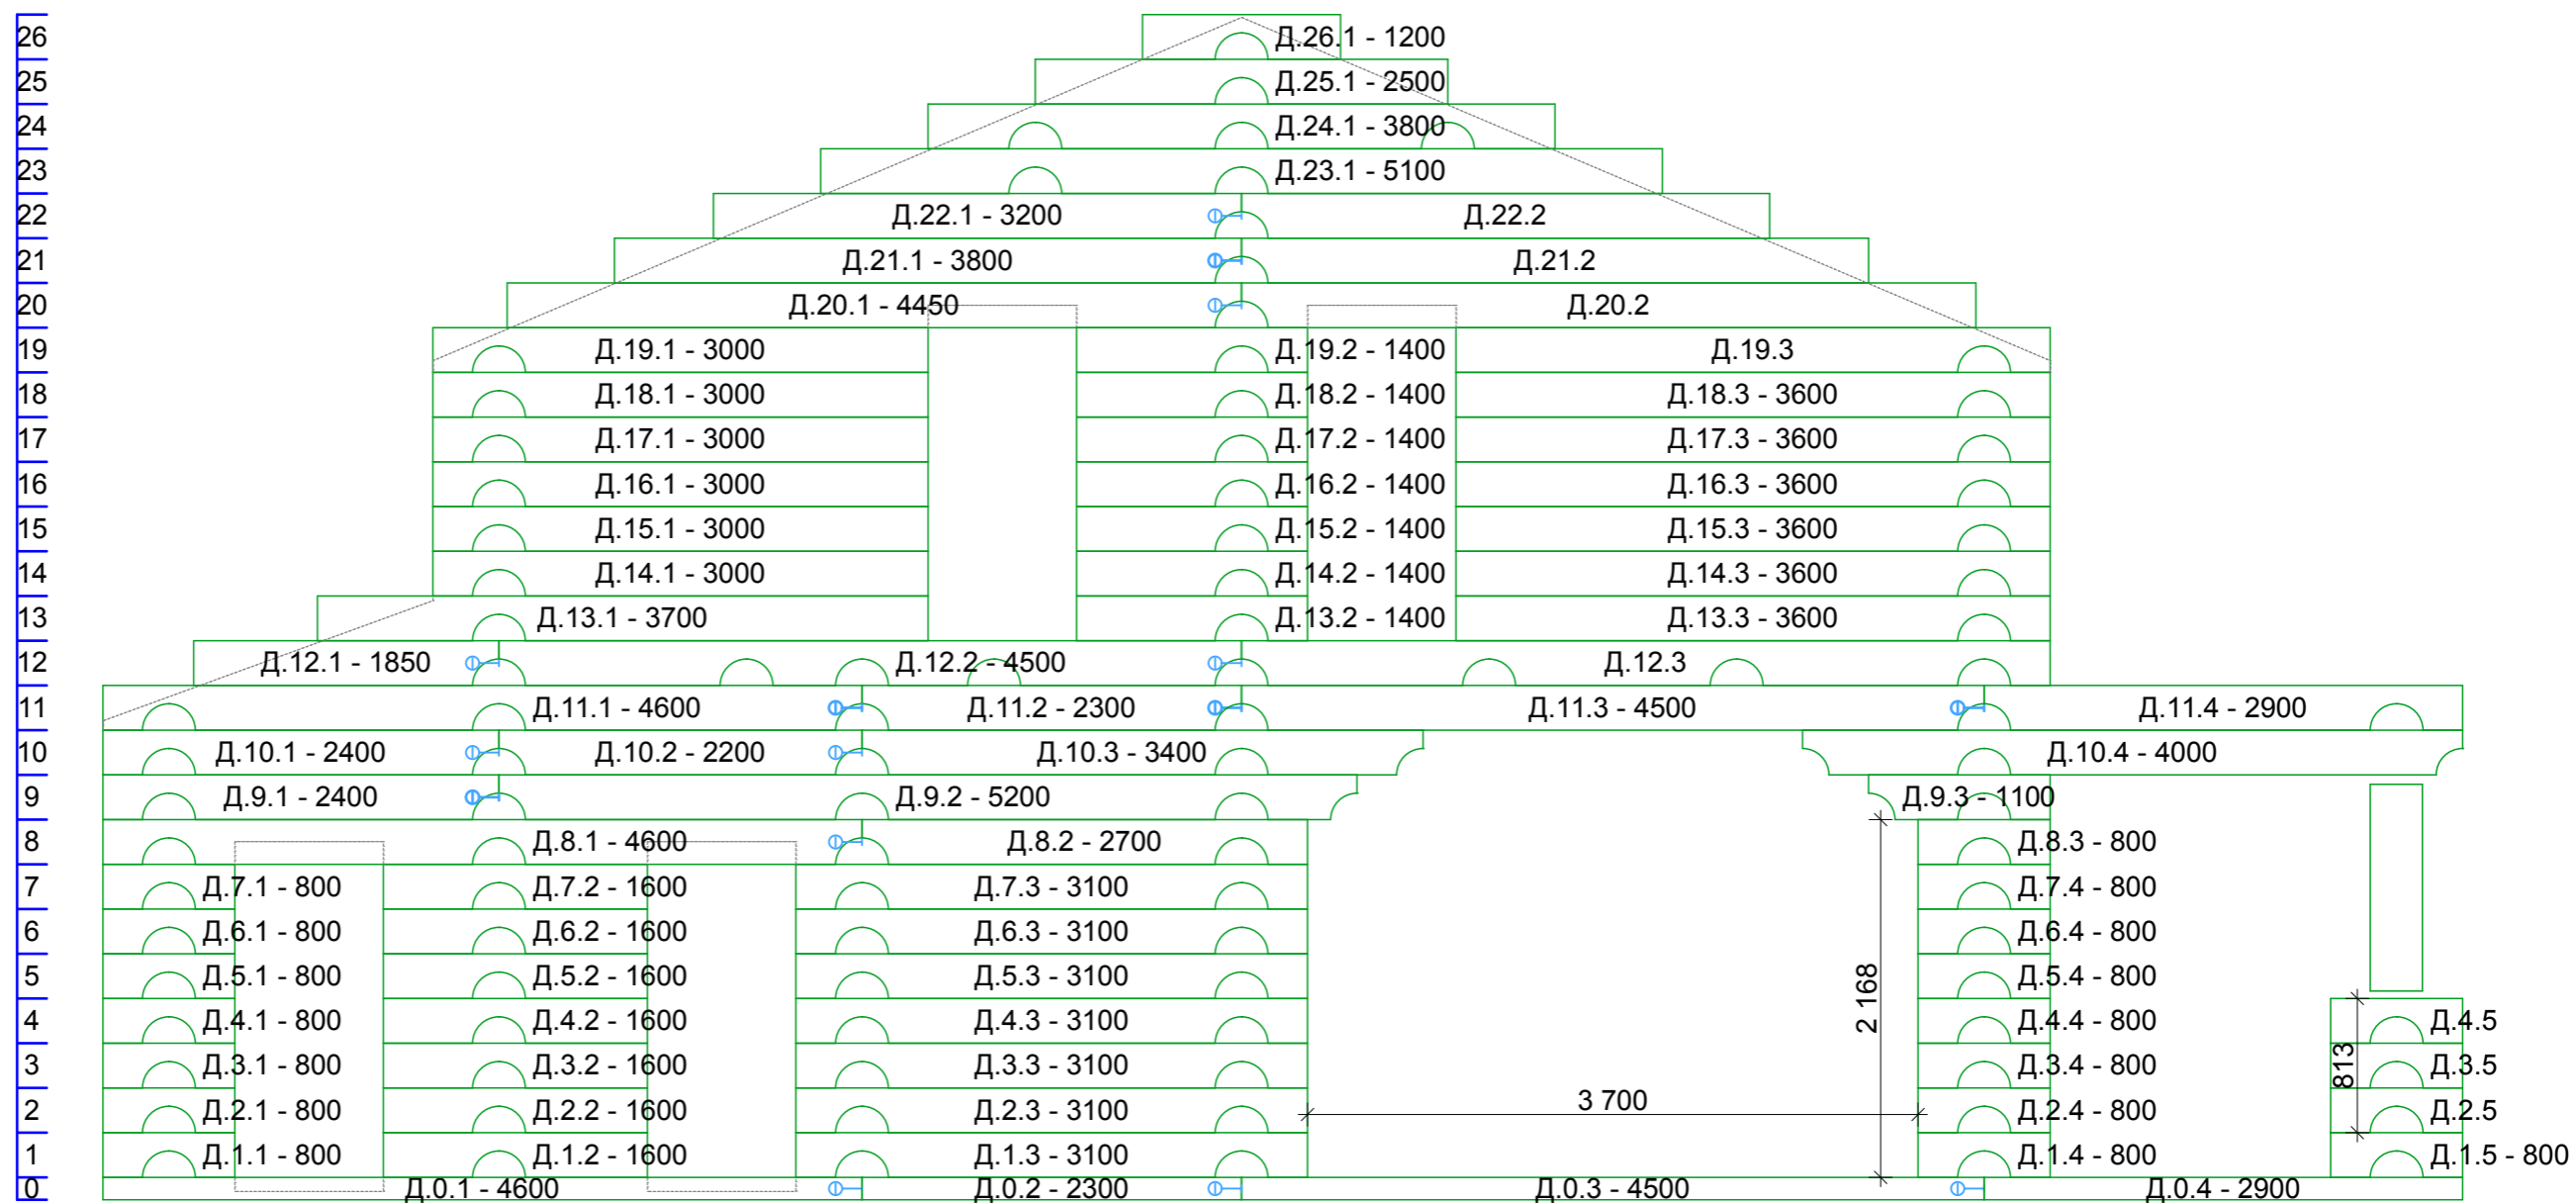 26 Д.26.1 - 1200
25 Д.25.1 - 2500
24 Д.24.1 - 3800
23 Д.23.1 - 5100
22 Д.22.1 - 3200 Д.22.2
21 Д.21.1 - 3800 Д.21.2
20 Д.20.1 - 4450 Д.20.2
19 Д.19.1 - 3000 Д.19.2 - 1400 Д.19.3
18 Д.18.1 - 3000 Д.18.2 - 1400 Д.18.3 - 3600
17 Д.17.1 - 3000 Д.17.2 - 1400 Д.17.3 - 3600
16 Д.16.1 - 3000 Д.16.2 - 1400 Д.16.3 - 3600
15 Д.15.1 - 3000 Д.15.2 - 1400 Д.15.3 - 3600
14 Д.14.1 - 3000 Д.14.2 - 1400 Д.14.3 - 3600
13 Д.13.1 - 3700 Д.13.2 - 1400 Д.13.3 - 3600
12 Д.12.1 - 1850 Д.12.2 - 4500 Д.12.3
11 Д.11.1 - 4600 Д.11.2 - 2300 Д.11.3 - 4500 Д.11.4 - 2900
10 Д.10.1 - 2400 Д.10.2 - 2200 Д.10.3 - 3400 Д.10.4 - 4000
9 Д.9.1 - 2400 Д.9.2 - 5200 Д.9.3 - 1100
8 Д.8.1 - 4600 Д.8.2 - 2700 Д.8.3 - 800
7 Д.7.1 - 800 Д.7.2 - 1600 Д.7.3 - 3100 Д.7.4 - 800
6 Д.6.1 - 800 Д.6.2 - 1600 Д.6.3 - 3100 Д.6.4 - 800
5 Д.5.1 - 800 Д.5.2 - 1600 Д.5.3 - 3100 Д.5.4 - 800
2 168
4 Д.4.1 - 800 Д.4.2 - 1600 Д.4.3 - 3100 Д.4.4 - 800 Д.4.5
3 Д.3.1 - 800 Д.3.2 - 1600 Д.3.3 - 3100 Д.3.4 - 800 Д.3.5
813
3 700
2 Д.2.1 - 800 Д.2.2 - 1600 Д.2.3 - 3100 Д.2.4 - 800 Д.2.5
1 Д.1.1 - 800 Д.1.2 - 1600 Д.1.3 - 3100 Д.1.4 - 800 Д.1.5 - 800
0 Д.0.1 - 4600 Д.0.2 - 2300 Д.0.3 - 4500 Д.0.4 - 2900